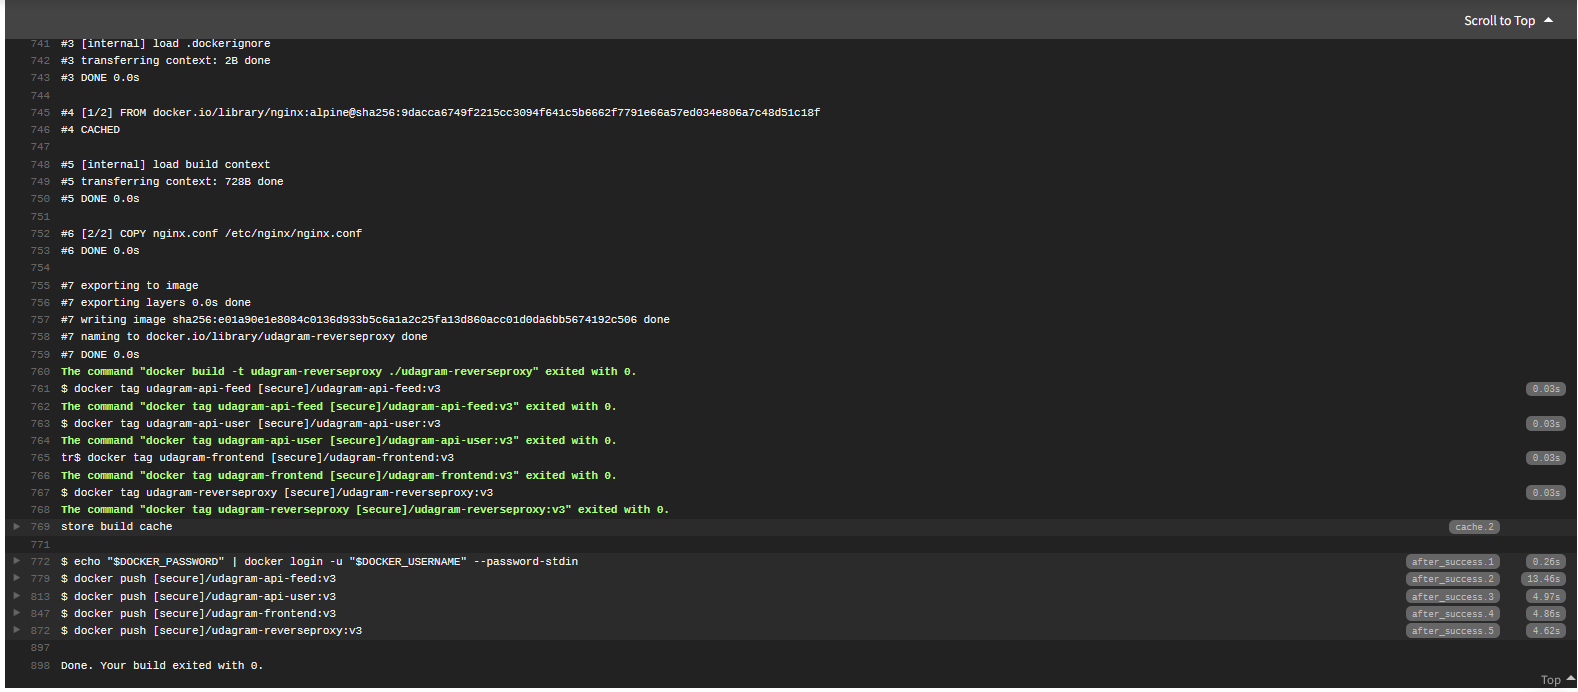 Scroll to Top
741 #3 [internal] load .dockerignore
742 #3 transferring context: 2B done
743 #3 DONE 0.0s
744
745 #4 [1/2] FROM docker.io/library/nginx:alpine@sha256:9dacca6749f2215cc3094f641c5b6662f7791e66a57ed034e806a7c48d51c18f
746 #4 CACHED
747
748 #5 [internal] load build context
749 #5 transferring context: 728B done
750 #5 DONE 0.0s
751
752 #6 [2/2] COPY nginx.conf /etc/nginx/nginx.conf
753 #6 DONE 0.0s
754
755 #7 exporting to image
756 #7 exporting layers 0.0s done
757 #7 writing image sha256:e01a90e1e8084c0136d933b5c6a1a2c25fa13d860acc01d0da6bb5674192c506 done
758 #7 naming to docker.io/library/udagram-reverseproxy done
759 #7 DONE 0.0s
760 The command "docker build -t udagram-reverseproxy ./udagram-reverseproxy" exited with 0.
761 $ docker tag udagram-api-feed [secure]/udagram-api-feed:v3 0.03s
762 The command "docker tag udagram-api-feed [secure]/udagram-api-feed:v3" exited with 0.
763 $ docker tag udagram-api-user [secure]/udagram-api-user:v3 0.03s
764 The command "docker tag udagram-api-user [secure]/udagram-api-user:v3" exited with 0.
765 tr$ docker tag udagram-frontend [secure]/udagram-frontend:v3 0.03s
766 The command "docker tag udagram-frontend [secure]/udagram-frontend:v3" exited with 0.
767 $ docker tag udagram-reverseproxy [secure]/udagram-reverseproxy:v3 0.03s
768 The command "docker tag udagram-reverseproxy [secure]/udagram-reverseproxy:v3" exited with 0.
769 store build cache cache.2
771
772 $ echo "$DOCKER_PASSWORD" | docker login -u "$DOCKER_USERNAME" --password-stdin after_success.1 0.26s
779 $ docker push [secure]/udagram-api-feed:v3 after_success.2 13.46s
813 $ docker push [secure]/udagram-api-user:v3 after_success.3 4.97s
847 $ docker push [secure]/udagram-frontend:v3 after_success.4 4.86s
872 $ docker push [secure]/udagram-reverseproxy:v3 after_success.5 4.62s
897
898 Done. Your build exited with 0.
Top